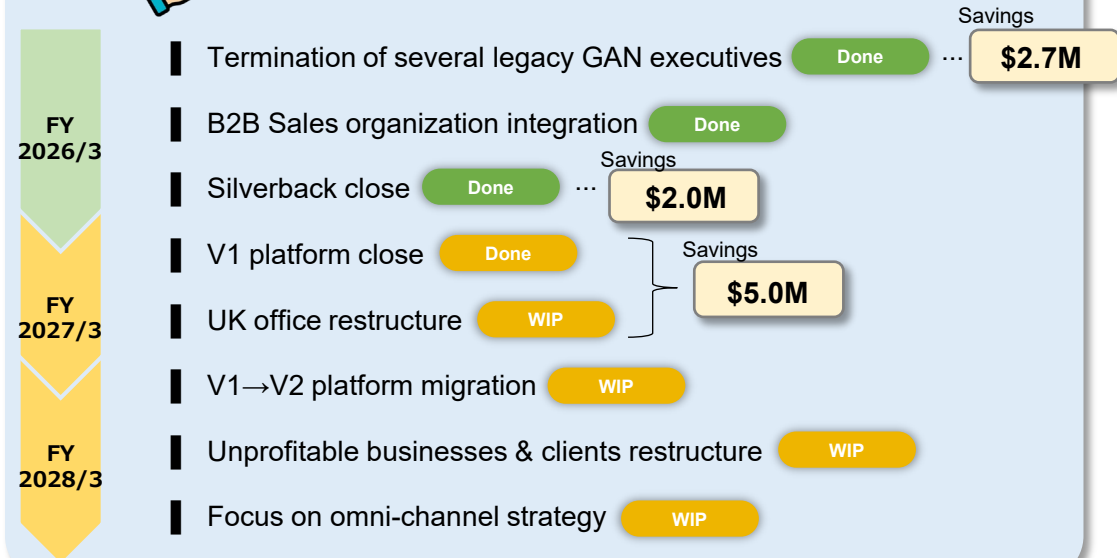 Savings
Termination of several legacy GAN executives Done ... $2.7M
FY
2026/3
B2B Sales organization integration Done
Savings
Silverback close Done ... $2.0M
V1 platform close Done
Savings
$5.0M
FY
2027/3
UK office restructure WIP
V1→V2 platform migration WIP
FY
2028/3
Unprofitable businesses & clients restructure WIP
Focus on omni-channel strategy WIP